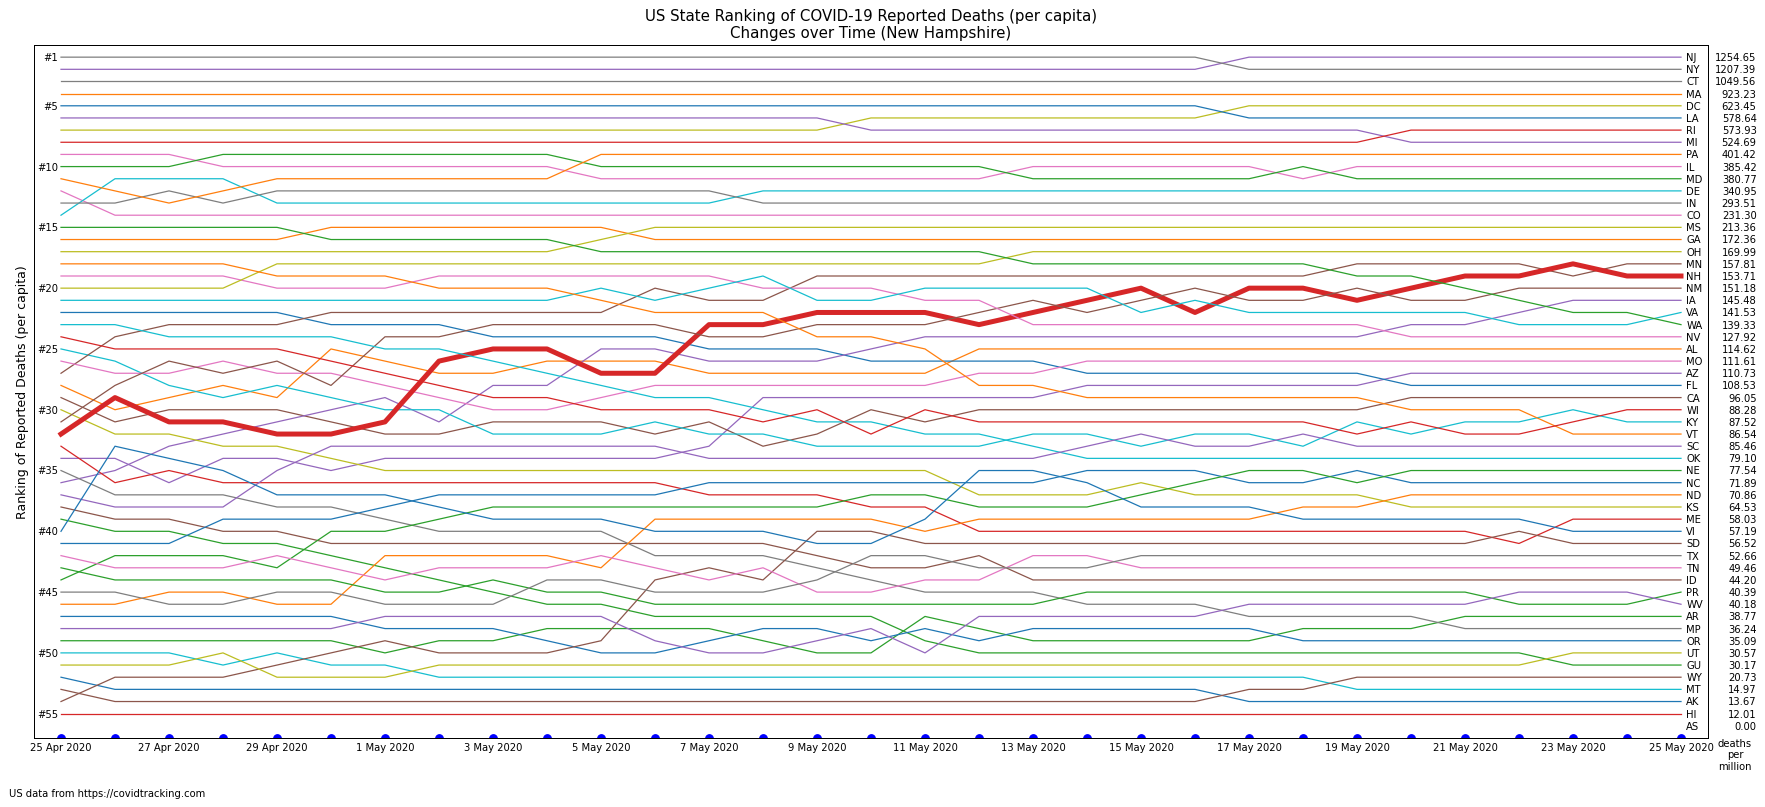 US State Ranking of COVID-19 Reported Deaths (per capita)
Changes over Time (New Hampshire)
Ranking of Reported Deaths (per capita)
#1
#5
#10
#15
#20
#25
#30
#35
#40
#45
#50
#55
NJ 1254.65
NY 1207.39
CT 1049.56
MA 923.23
DC 623.45
LA 578.64
RI 573.93
MI 524.69
PA 401.42
IL 385.42
MD 380.77
DE 340.95
IN 293.51
CO 231.30
MS 213.36
GA 172.36
OH 169.99
MN 157.81
NH 153.71
NM 151.18
IA 145.48
VA 141.53
WA 139.33
NV 127.92
AL 114.62
MO 111.61
AZ 110.73
FL 108.53
CA 96.05
WI 88.28
KY 87.52
VT 86.54
SC 85.46
OK 79.10
NE 77.54
NC 71.89
ND 70.86
KS 64.53
ME 58.03
VI 57.19
SD 56.52
TX 52.66
TN 49.46
ID 44.20
PR 40.39
WV 40.18
AR 38.77
MP 36.24
OR 35.09
UT 30.57
GU 30.17
WY 20.73
MT 14.97
AK 13.67
HI 12.01
AS 0.00
25 Apr 2020 27 Apr 2020 29 Apr 2020 1 May 2020 3 May 2020 5 May 2020 7 May 2020 9 May 2020 11 May 2020 13 May 2020 15 May 2020 17 May 2020 19 May 2020 21 May 2020 23 May 2020 25 May 2020
deaths
per
million
US data from https://covidtracking.com